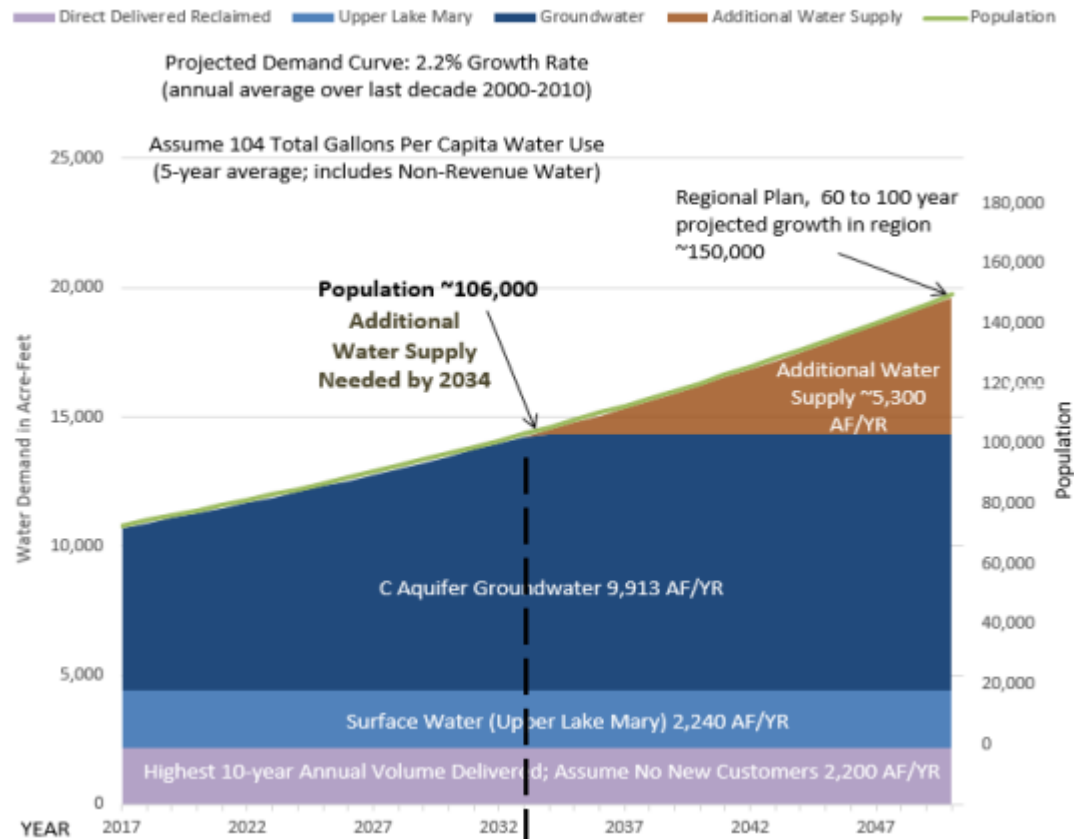 Direct Delivered Reclaimed Upper Lake Mary Groundwater Additional Water Supply Population
Projected Demand Curve: 2.2% Growth Rate
(annual average over last decade 2000-2010)
Assume 104 Total Gallons Per Capita Water Use
(5-year average; includes Non-Revenue Water)
25,000
20,000
15,000
10,000
5,000
0
Water Demand in Acre-Feet
Regional Plan, 60 to 100 year
projected growth in region
~150,000
Population ~106,000
Additional
Water Supply
Needed by 2034
Additional Water
Supply ~5,300
AF/YR
C Aquifer Groundwater 9,913 AF/YR
Surface Water (Upper Lake Mary) 2,240 AF/YR
Highest 10-year Annual Volume Delivered; Assume No New Customers 2,200 AF/YR
180,000
160,000
140,000
120,000
100,000
80,000
60,000
40,000
20,000
0
Population
YEAR 2017 2022 2027 2032 2037 2042 2047